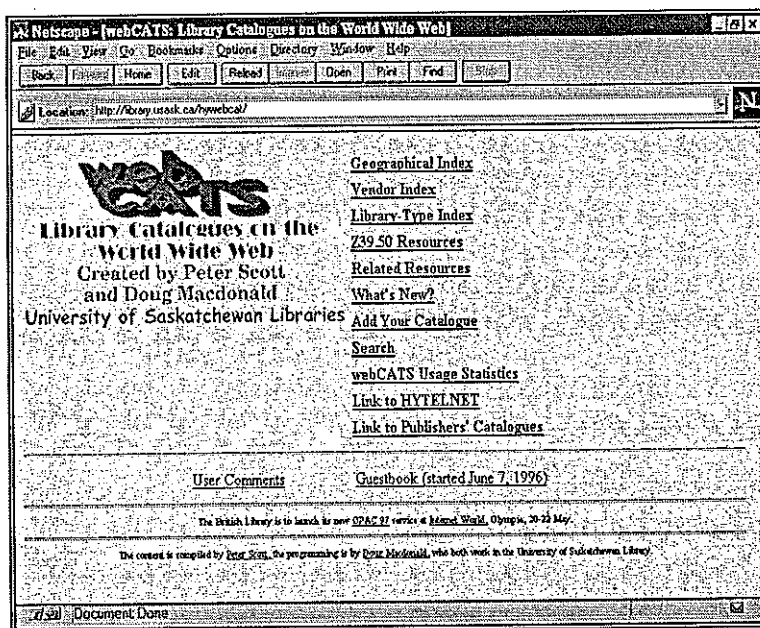 Netscape - [webCATS: Library Catalogues on the World Wide Web]
File Edit View Go Bookmarks Options Directory Window Help
Back Forward Home Edit Reload Images Open Print Find Stop
Location: http://library.usask.ca/hywebcat/
N
web
CATS
Library Catalogues on the
World Wide Web
Created by Peter Scott
and Doug Macdonald
University of Saskatchewan Libraries
Geographical Index
Vendor Index
Library-Type Index
Z39.50 Resources
Related Resources
What's New?
Add Your Catalogue
Search
webCATS Usage Statistics
Link to HYTELNET
Link to Publishers' Catalogues
User Comments
Guestbook (started June 7, 1996)
The British Library is to launch its new OPAC 97 service at Internet World, Olympia, 20-22 May.
The content is compiled by Peter Scott, the programming is by Doug Macdonald, who both work in the University of Saskatchewan Library.
Document Done